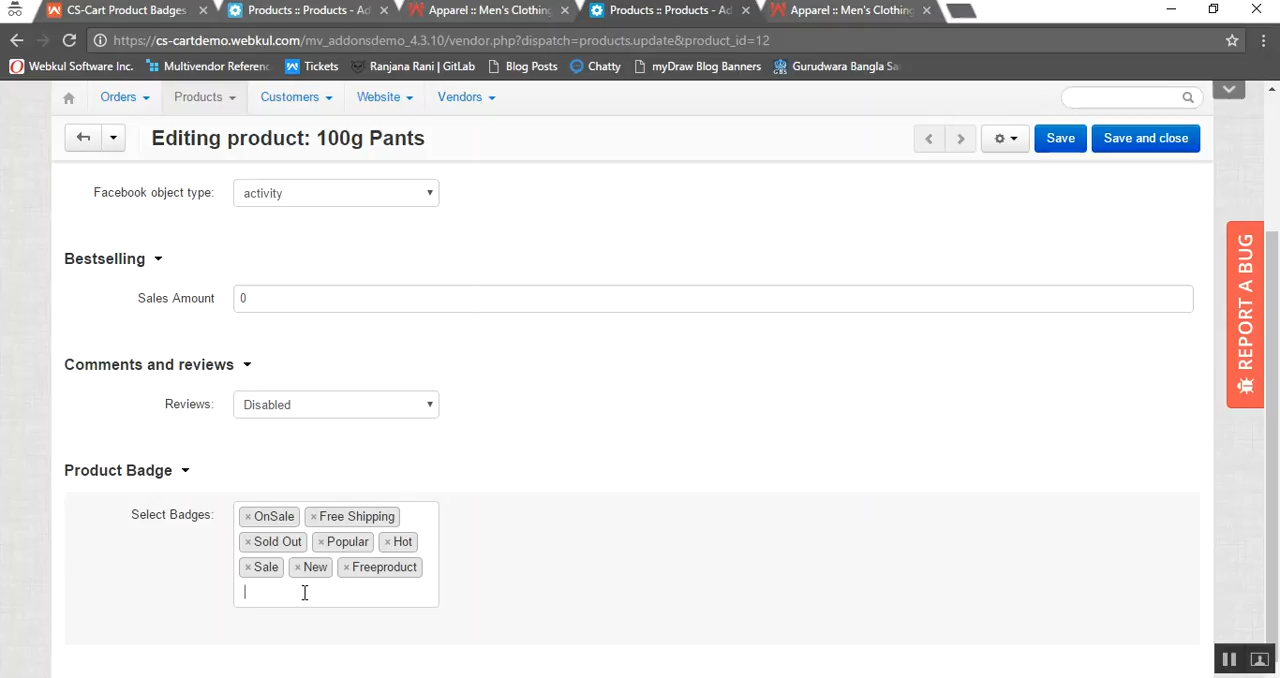 CS-Cart Product Badges
Products :: Products - Ad
Apparel :: Men's Clothing
Products :: Products - Ad
Apparel :: Men's Clothing
https://cs-cartdemo.webkul.com/mv_addonsdemo_4.3.10/vendor.php?dispatch=products.update&product_id=12
Webkul Software Inc.
Multivendor Referenc
Tickets
Ranjana Rani | GitLab
Blog Posts
Chatty
myDraw Blog Banners
Gurudwara Bangla Sa
Orders
Products
Customers
Website
Vendors
Editing product: 100g Pants
Save
Save and close
Facebook object type:
activity
Bestselling
Sales Amount
0
Comments and reviews
Reviews:
Disabled
Product Badge
Select Badges:
× OnSale × Free Shipping
× Sold Out × Popular × Hot
× Sale × New × Freeproduct
REPORT A BUG